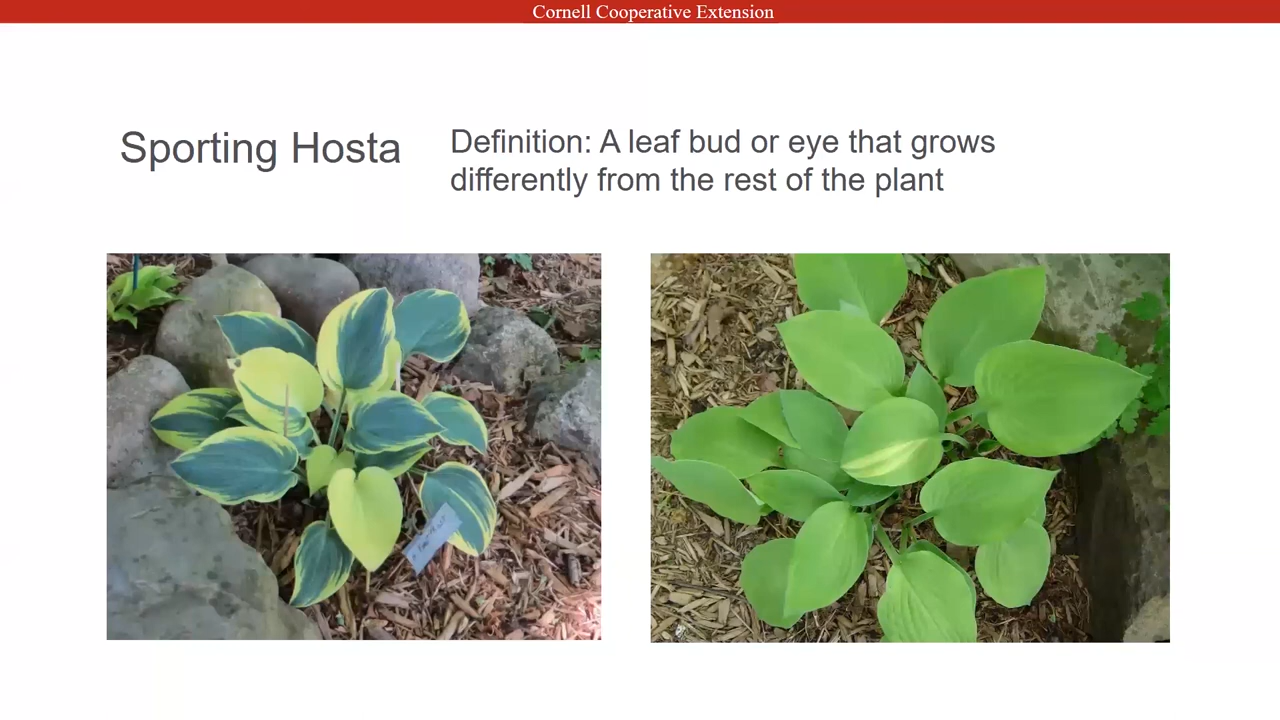 Cornell Cooperative Extension
Sporting Hosta
Definition: A leaf bud or eye that grows
differently from the rest of the plant